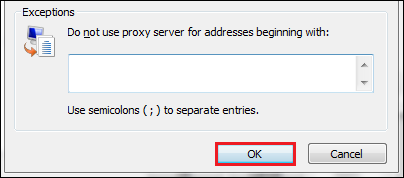 Exceptions
Do not use proxy server for addresses beginning with:
Use semicolons ( ; ) to separate entries.
OK
Cancel